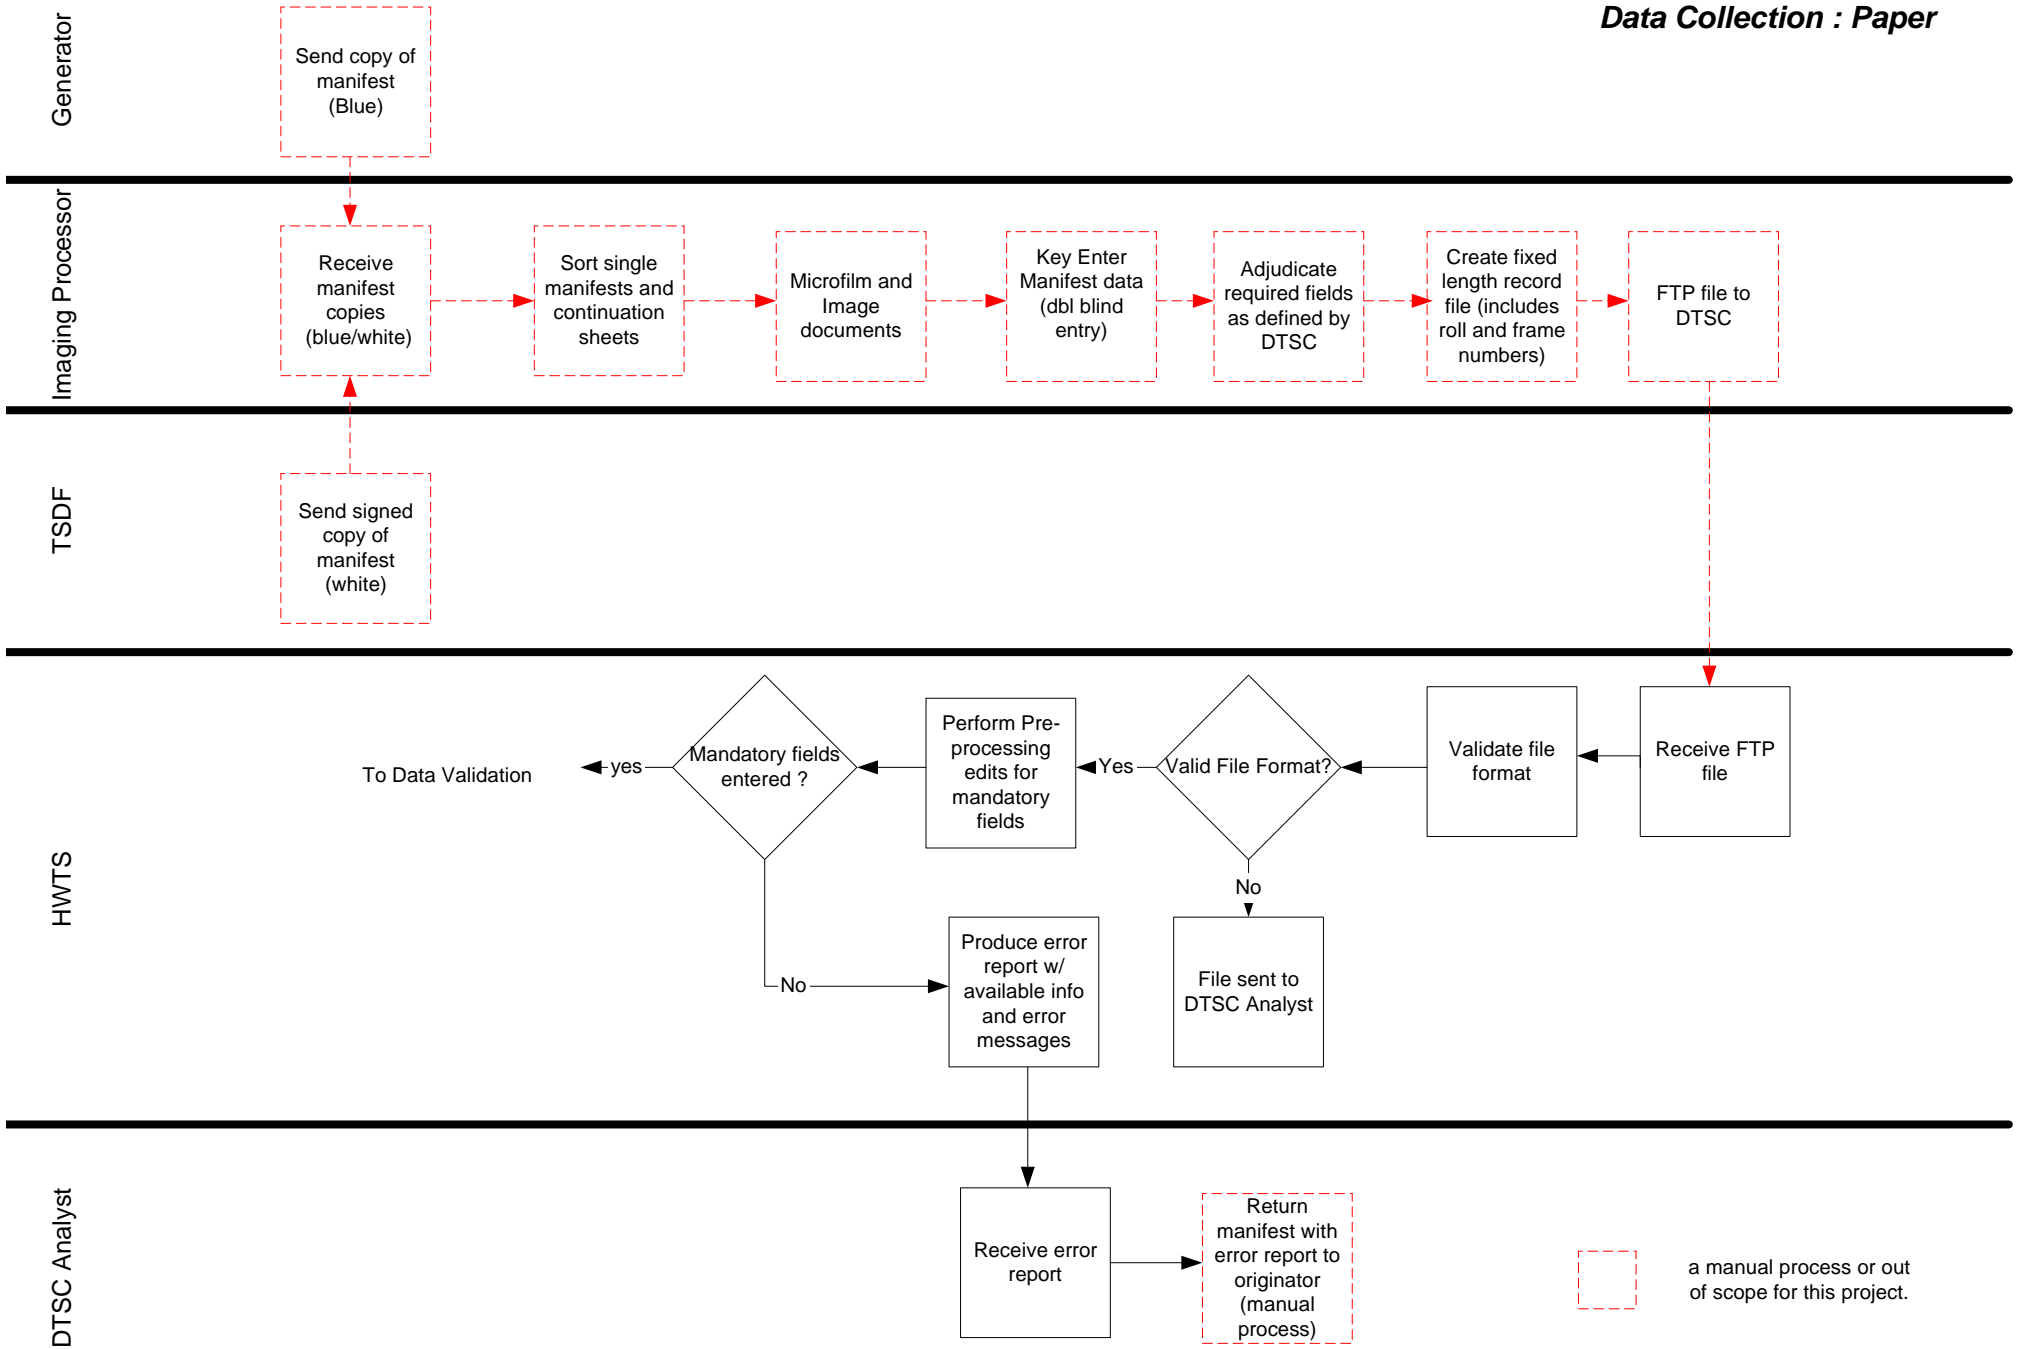 Data Collection : Paper
Generator
Send copy of
manifest
(Blue)
Imaging Processor
Receive
manifest
copies
(blue/white)
Sort single
manifests and
continuation
sheets
Microfilm and
Image
documents
Key Enter
Manifest data
(dbl blind
entry)
Adjudicate
required fields
as defined by
DTSC
Create fixed
length record
file (includes
roll and frame
numbers)
FTP file to
DTSC
TSDF
Send signed
copy of
manifest
(white)
HWTS
Receive FTP
file
Validate file
format
Valid File Format?
Yes
No
File sent to
DTSC Analyst
Perform Pre-
processing
edits for
mandatory
fields
Mandatory fields
entered ?
yes
To Data Validation
No
Produce error
report w/
available info
and error
messages
DTSC Analyst
Receive error
report
Return
manifest with
error report to
originator
(manual
process)
a manual process or out
of scope for this project.